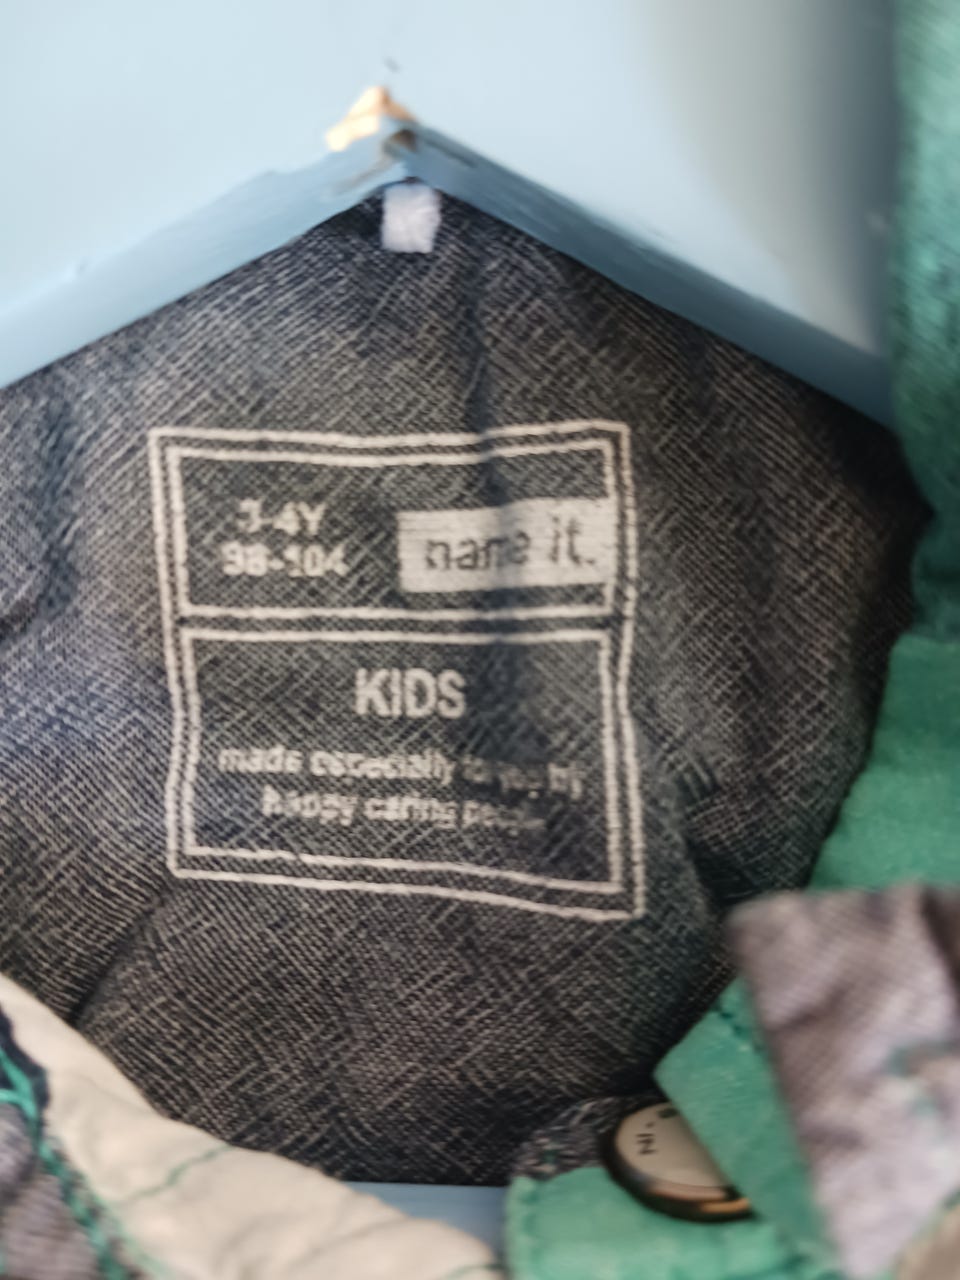 3-4Y
98-104
name it.
KIDS
made especially to you by
happy caring people